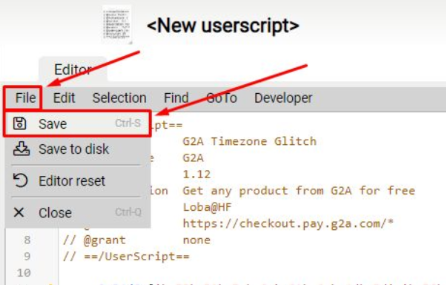 <New userscript>
Editor
File Edit Selection Find GoTo Developer
Save Ctrl-S
pt==
G2A Timezone Glitch
Save to disk
e G2A
1.12
Editor reset
ion Get any product from G2A for free
Loba@HF
Close Ctrl-Q
https://checkout.pay.g2a.com/*
8 // @grant none
9 // ==/UserScript==
10